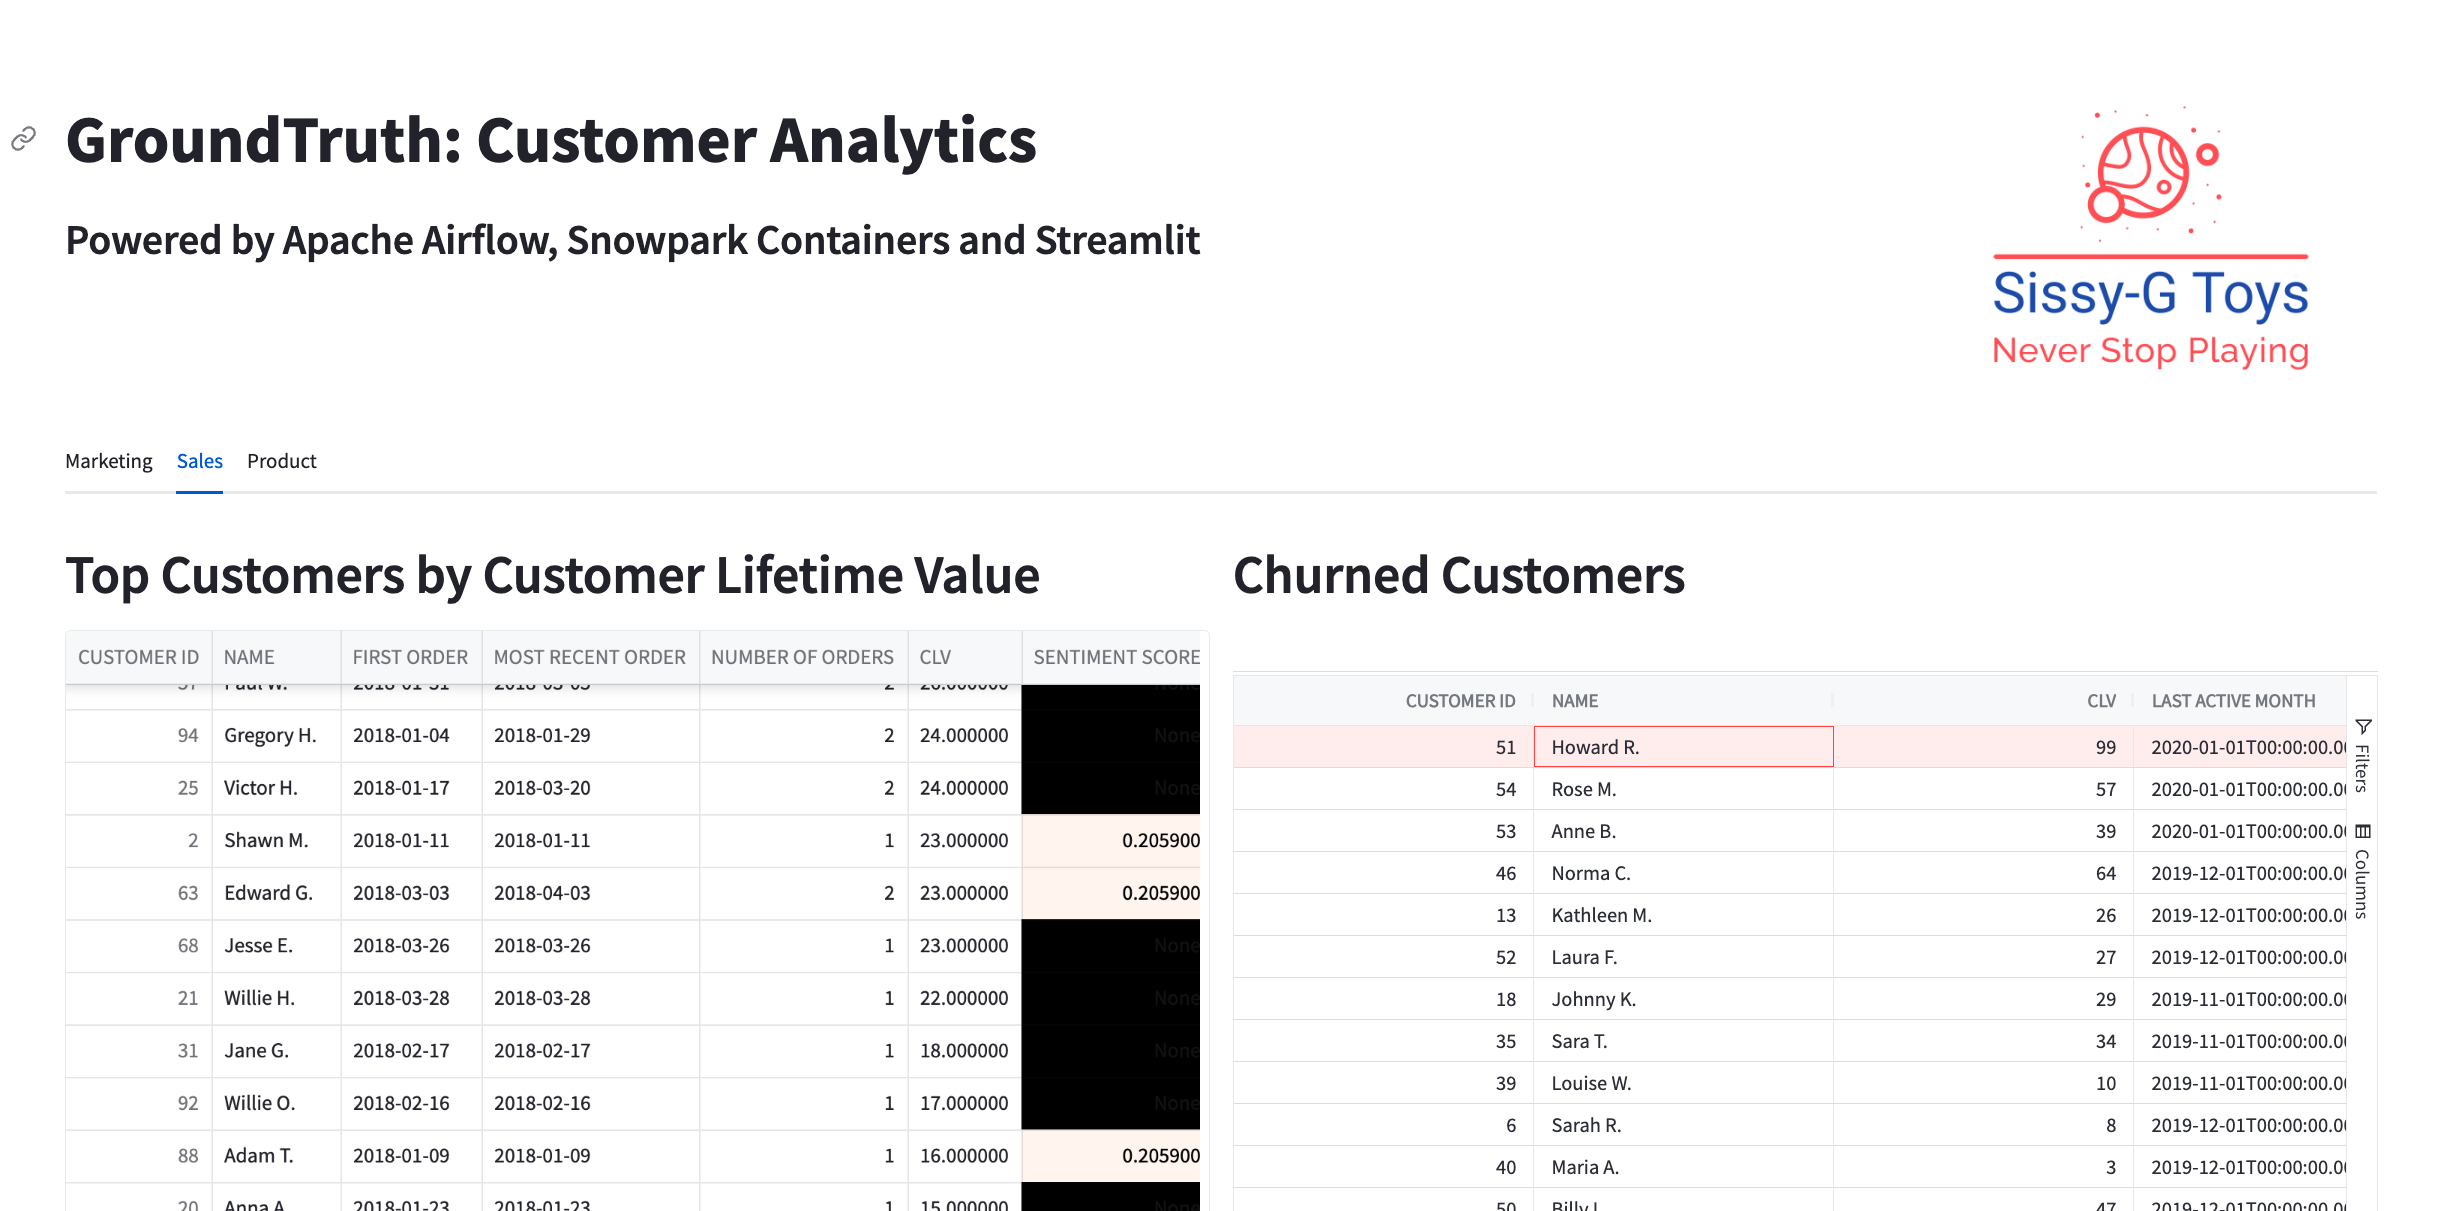 GroundTruth: Customer Analytics
Powered by Apache Airflow, Snowpark Containers and Streamlit
Sissy-G Toys
Never Stop Playing
Marketing Sales Product
Top Customers by Customer Lifetime Value
CUSTOMER ID NAME FIRST ORDER MOST RECENT ORDER NUMBER OF ORDERS CLV SENTIMENT SCORE
94 Gregory H. 2018-01-04 2018-01-29 2 24.000000 None
25 Victor H. 2018-01-17 2018-03-20 2 24.000000 None
2 Shawn M. 2018-01-11 2018-01-11 1 23.000000 0.205900
63 Edward G. 2018-03-03 2018-04-03 2 23.000000 0.205900
68 Jesse E. 2018-03-26 2018-03-26 1 23.000000 None
21 Willie H. 2018-03-28 2018-03-28 1 22.000000 None
31 Jane G. 2018-02-17 2018-02-17 1 18.000000 None
92 Willie O. 2018-02-16 2018-02-16 1 17.000000 None
88 Adam T. 2018-01-09 2018-01-09 1 16.000000 0.205900
20 Anna A. 2018-01-23 2018-01-23 1 15.000000 None
Churned Customers
CUSTOMER ID NAME CLV LAST ACTIVE MONTH
51 Howard R. 99 2020-01-01T00:00:00.0
54 Rose M. 57 2020-01-01T00:00:00.0
53 Anne B. 39 2020-01-01T00:00:00.0
46 Norma C. 64 2019-12-01T00:00:00.0
13 Kathleen M. 26 2019-12-01T00:00:00.0
52 Laura F. 27 2019-12-01T00:00:00.0
18 Johnny K. 29 2019-11-01T00:00:00.0
35 Sara T. 34 2019-11-01T00:00:00.0
39 Louise W. 10 2019-11-01T00:00:00.0
6 Sarah R. 8 2019-12-01T00:00:00.0
40 Maria A. 3 2019-12-01T00:00:00.0
50 Billy 47 2019-12-01T00:00:00.0
Filters
Columns